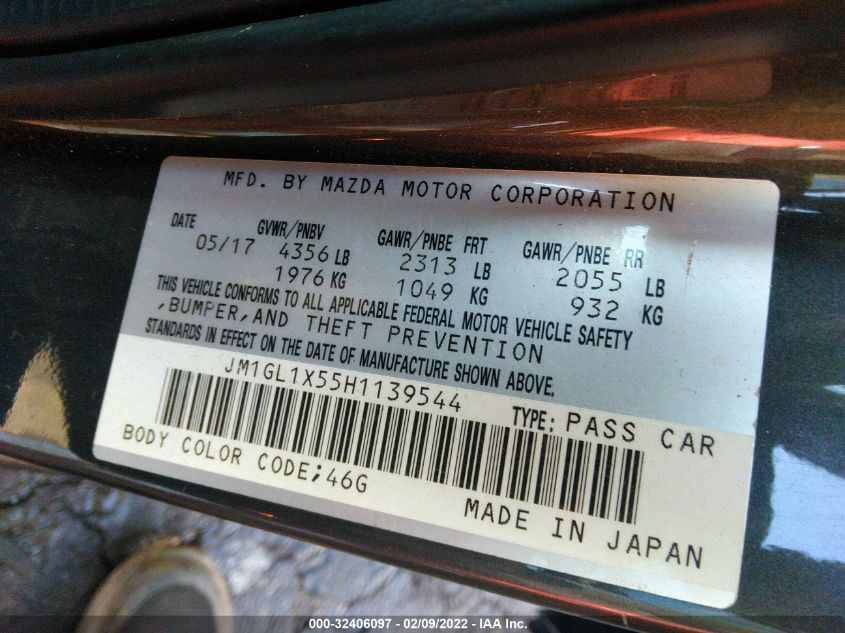 MFD. BY MAZDA MOTOR CORPORATION
DATE GVWR/PNBV GAWR/PNBE FRT GAWR/PNBE RR
05/17 4356 LB 2313 LB 2055 LB
1976 KG 1049 KG 932 KG
THIS VEHICLE CONFORMS TO ALL APPLICABLE FEDERAL MOTOR VEHICLE SAFETY
,BUMPER,AND THEFT PREVENTION
STANDARDS IN EFFECT ON THE DATE OF MANUFACTURE SHOWN ABOVE.
JM1GL1X55H1139544 TYPE: PASS CAR
BODY COLOR CODE;46G
MADE IN JAPAN
000-32406097 - 02/09/2022 - IAA Inc.